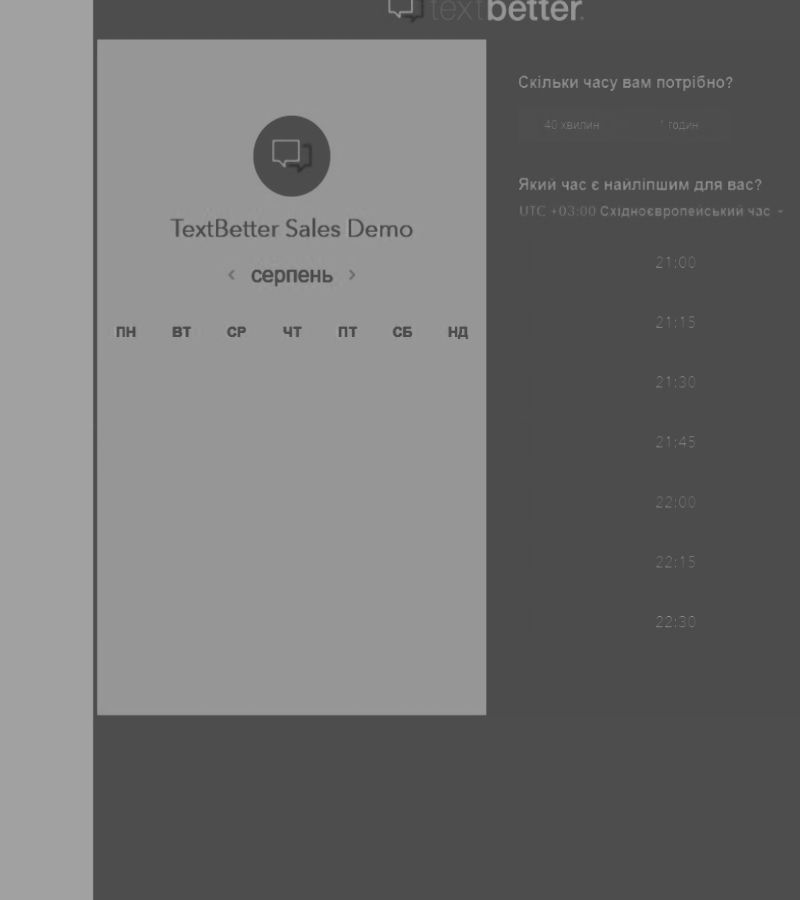 textbetter.
TextBetter Sales Demo
‹ серпень ›
ПН ВТ СР ЧТ ПТ СБ НД
Скільки часу вам потрібно?
40 хвилин 1 годин
Який час є найліпшим для вас?
UTC +03:00 Східноєвропейський час
21:00
21:15
21:30
21:45
22:00
22:15
22:30